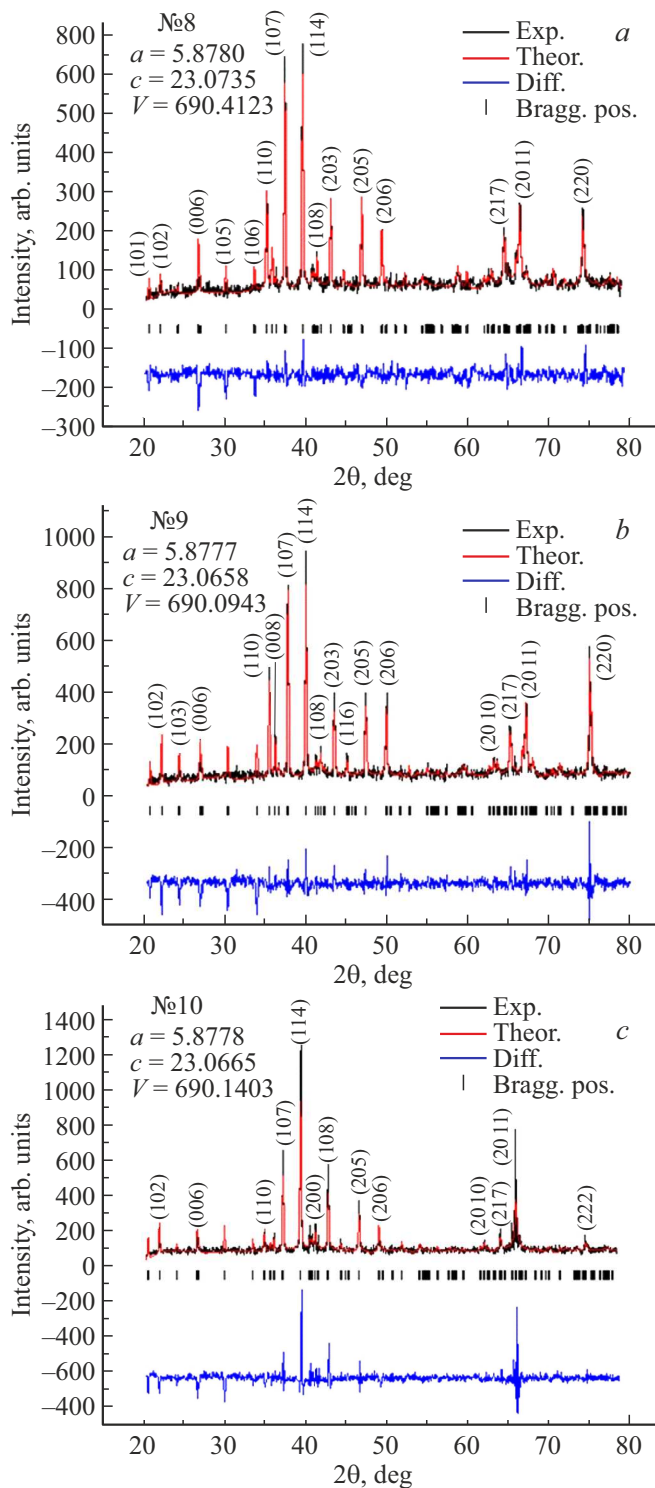 №8
a
a = 5.8780
c = 23.0735
V = 690.4123
Exp.
Theor.
Diff.
Bragg. pos.
(101)
(102)
(006)
(105)
(106)
(110)
(107)
(114)
(108)
(203)
(205)
(206)
(217)
(2011)
(220)
Intensity, arb. units
800
600
500
400
300
200
100
0
–100
–200
–300
20 30 40 50 60 70 80
2θ, deg
№9
b
a = 5.8777
c = 23.0658
V = 690.0943
Exp.
Theor.
Diff.
Bragg. pos.
(102)
(103)
(006)
(110)
(008)
(107)
(114)
(108)
(203)
(116)
(205)
(206)
(2010)
(217)
(2011)
(220)
Intensity, arb. units
1000
800
600
400
200
0
–200
–400
20 30 40 50 60 70 80
2θ, deg
№10
c
a = 5.8778
c = 23.0665
V = 690.1403
Exp.
Theor.
Diff.
Bragg. pos.
(102)
(006)
(110)
(107)
(114)
(200)
(108)
(205)
(206)
(2010)
(217)
(2011)
(222)
Intensity, arb. units
1400
1200
1000
800
600
400
200
0
–200
–400
–600
–400
20 30 40 50 60 70 80
2θ, deg